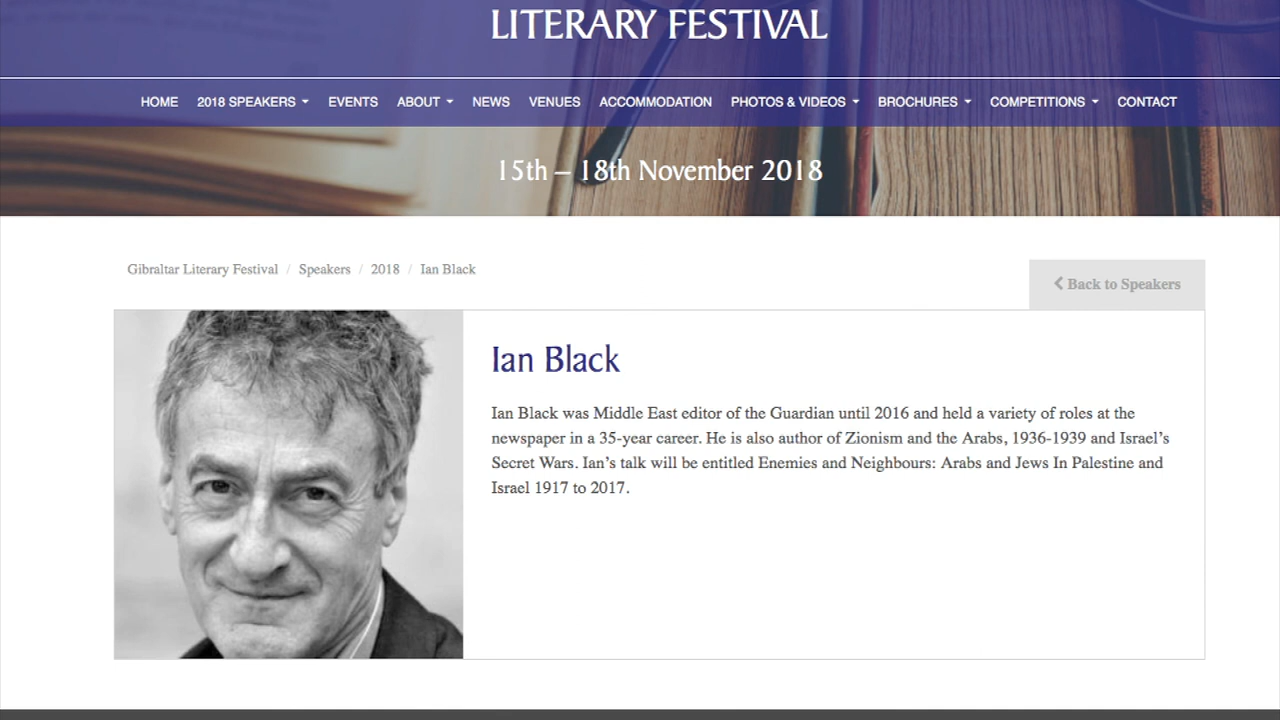 LITERARY FESTIVAL
HOME 2018 SPEAKERS EVENTS ABOUT NEWS VENUES ACCOMMODATION PHOTOS & VIDEOS BROCHURES COMPETITIONS CONTACT
15th – 18th November 2018
Gibraltar Literary Festival / Speakers / 2018 / Ian Black
Back to Speakers
Ian Black
Ian Black was Middle East editor of the Guardian until 2016 and held a variety of roles at the
newspaper in a 35-year career. He is also author of Zionism and the Arabs, 1936-1939 and Israel’s
Secret Wars. Ian’s talk will be entitled Enemies and Neighbours: Arabs and Jews In Palestine and
Israel 1917 to 2017.